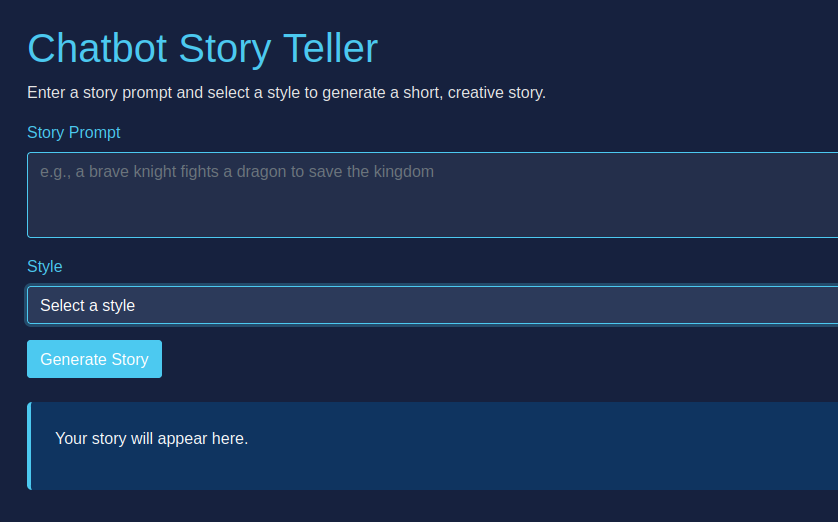 Chatbot Story Teller
Enter a story prompt and select a style to generate a short, creative story.
Story Prompt
e.g., a brave knight fights a dragon to save the kingdom
Style
Select a style
Generate Story
Your story will appear here.